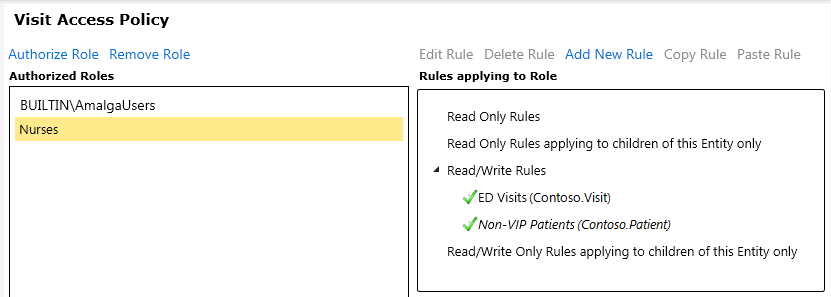 Visit Access Policy
Authorize Role Remove Role
Edit Rule Delete Rule Add New Rule Copy Rule Paste Rule
Authorized Roles
Rules applying to Role
BUILTIN\AmalgaUsers
Nurses
Read Only Rules
Read Only Rules applying to children of this Entity only
Read/Write Rules
ED Visits (Contoso.Visit)
Non-VIP Patients (Contoso.Patient)
Read/Write Only Rules applying to children of this Entity only